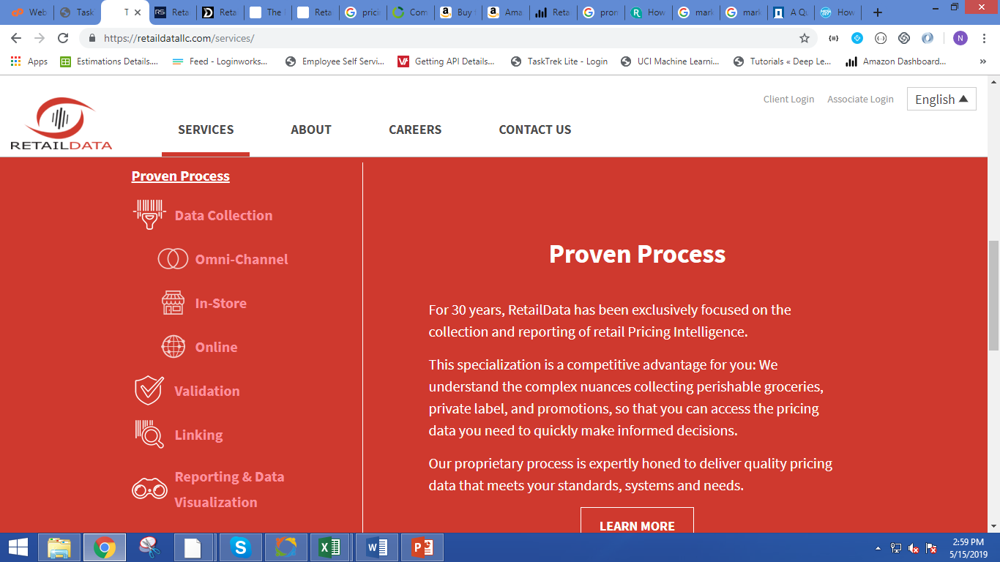 Web
Task
T
Reta
Reta
The
Reta
pricin
Com
Buy
Ama
Reta
pron
How
mark
mark
A Qu
How
https://retaildatallc.com/services/
N
Apps
Estimations Details....
Feed - Loginworks...
Employee Self Servi...
Getting API Details...
TaskTrek Lite - Login
UCI Machine Learni...
Tutorials « Deep Le...
Amazon Dashboard...
»
Client Login
Associate Login
English
RETAILDATA
SERVICES
ABOUT
CAREERS
CONTACT US
Proven Process
Data Collection
Omni-Channel
In-Store
Online
Validation
Linking
Reporting & Data
Visualization
Proven Process
For 30 years, RetailData has been exclusively focused on the
collection and reporting of retail Pricing Intelligence.
This specialization is a competitive advantage for you: We
understand the complex nuances collecting perishable groceries,
private label, and promotions, so that you can access the pricing
data you need to quickly make informed decisions.
Our proprietary process is expertly honed to deliver quality pricing
data that meets your standards, systems and needs.
LEARN MORE
2:59 PM
5/15/2019